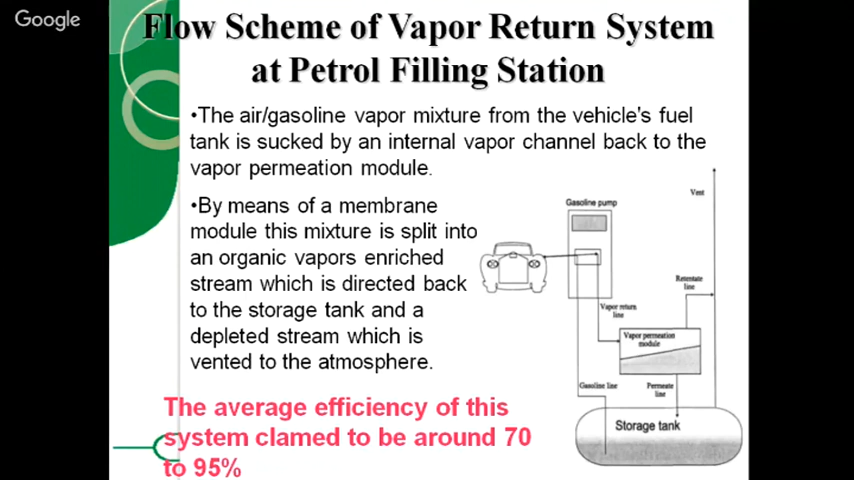 Google
Flow Scheme of Vapor Return System
at Petrol Filling Station
•The air/gasoline vapor mixture from the vehicle's fuel
tank is sucked by an internal vapor channel back to the
vapor permeation module.
•By means of a membrane
module this mixture is split into
an organic vapors enriched
stream which is directed back
to the storage tank and a
depleted stream which is
vented to the atmosphere.
The average efficiency of this
system clamed to be around 70
to 95%
Vent
Gasoline pump
Retentate
line
Vapor return
line
Vapor permeation
module
Gasoline line
Permeate
line
Storage tank